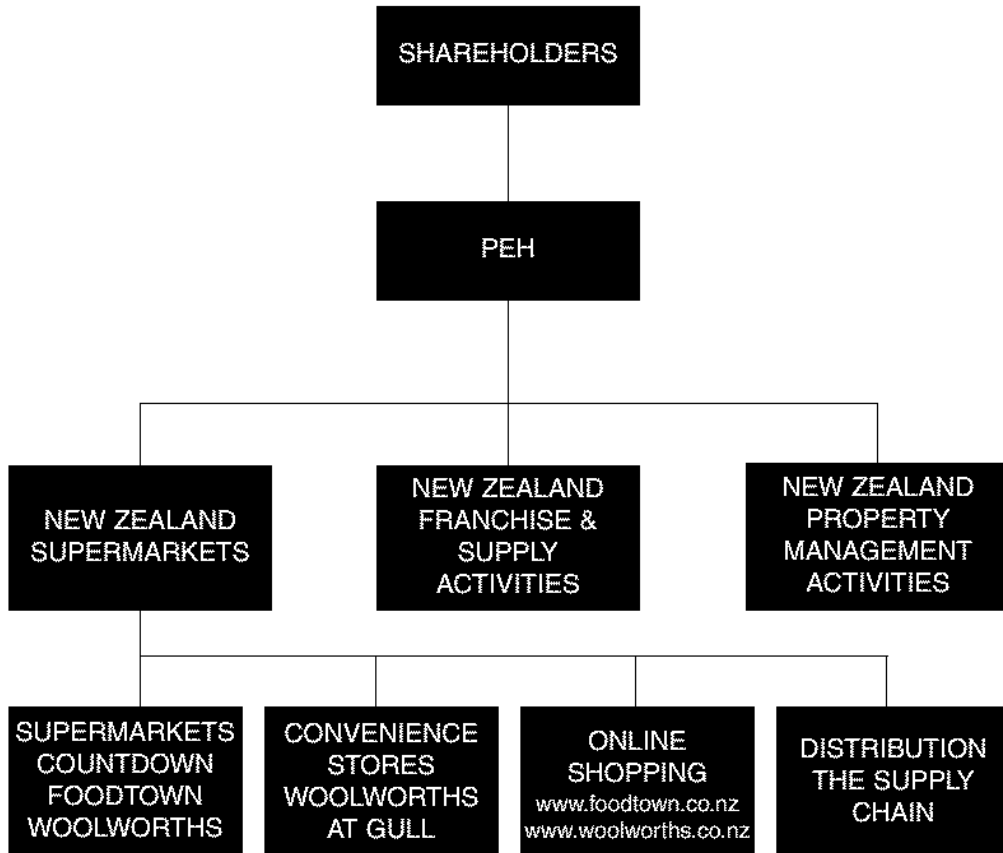 SHAREHOLDERS
PEH
NEW ZEALAND
SUPERMARKETS
NEW ZEALAND
FRANCHISE &
SUPPLY
ACTIVITIES
NEW ZEALAND
PROPERTY
MANAGEMENT
ACTIVITIES
SUPERMARKETS
COUNTDOWN
FOODTOWN
WOOLWORTHS
CONVENIENCE
STORES
WOOLWORTHS
AT GULL
ONLINE
SHOPPING
www.foodtown.co.nz
www.woolworths.co.nz
DISTRIBUTION
THE SUPPLY
CHAIN